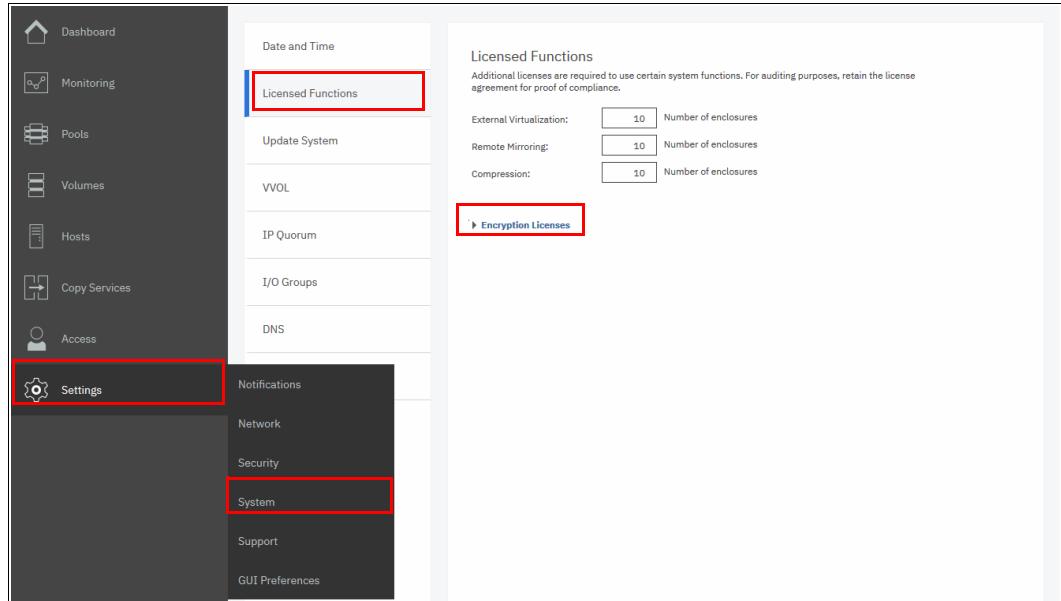 Dashboard
Monitoring
Pools
Volumes
Hosts
Copy Services
Access
Settings
Notifications
Network
Security
System
Support
GUI Preferences
Date and Time
Licensed Functions
Update System
VVOL
IP Quorum
I/O Groups
DNS
Licensed Functions
Additional licenses are required to use certain system functions. For auditing purposes, retain the license
agreement for proof of compliance.
External Virtualization: 10 Number of enclosures
Remote Mirroring: 10 Number of enclosures
Compression: 10 Number of enclosures
Encryption Licenses